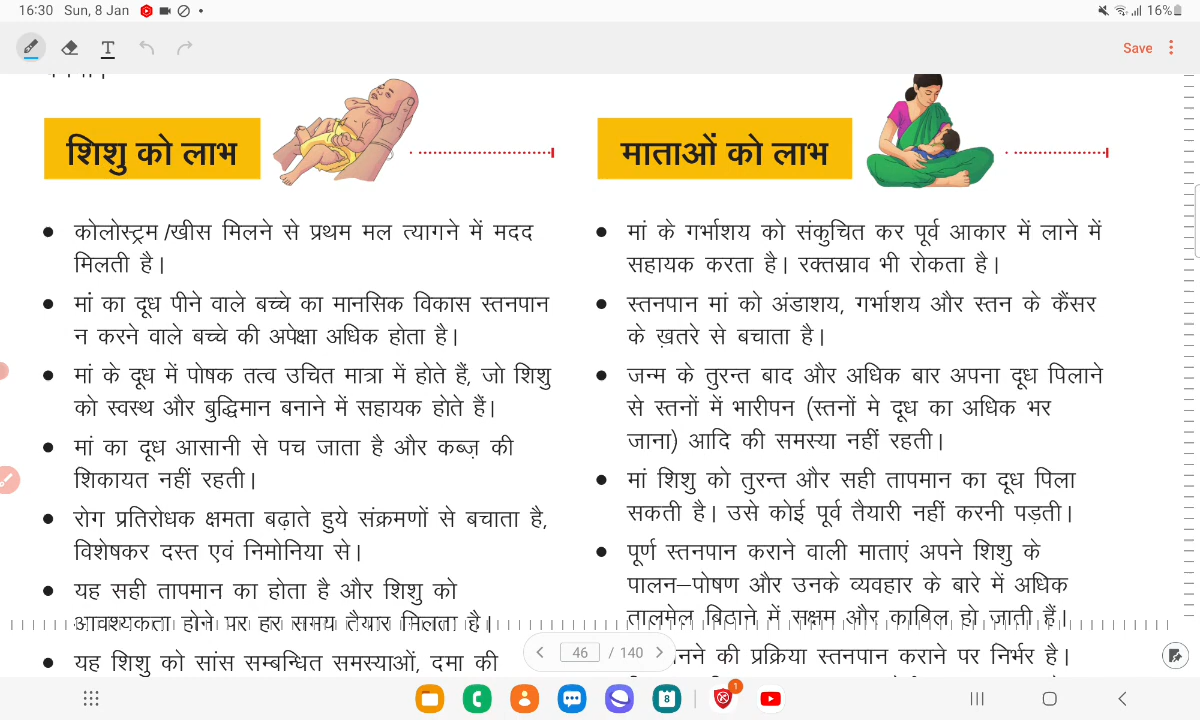 16:30 Sun, 8 Jan
16%
T
Save
शिशु को लाभ
कोलोस्ट्रम /खीस मिलने से प्रथम मल त्यागने में मदद
मिलती है।
मां का दूध पीने वाले बच्चे का मानसिक विकास स्तनपान
न करने वाले बच्चे की अपेक्षा अधिक होता है।
मां के दूध में पोषक तत्व उचित मात्रा में होते हैं, जो शिशु
को स्वस्थ और बुद्धिमान बनाने में सहायक होते हैं।
मां का दूध आसानी से पच जाता है और कब्ज़ की
शिकायत नहीं रहती।
रोग प्रतिरोधक क्षमता बढ़ाते हुये संक्रमणों से बचाता है,
विशेषकर दस्त एवं निमोनिया से।
यह सही तापमान का होता है और शिशु को
आवश्यकता होने पर हर समय तैयार मिलता है।
यह शिशु को सांस सम्बन्धित समस्याओं, दमा की
माताओं को लाभ
मां के गर्भाशय को संकुचित कर पूर्व आकार में लाने में
सहायक करता है। रक्तस्राव भी रोकता है।
स्तनपान मां को अंडाशय, गर्भाशय और स्तन के कैंसर
के ख़तरे से बचाता है।
जन्म के तुरन्त बाद और अधिक बार अपना दूध पिलाने
से स्तनों में भारीपन (स्तनों मे दूध का अधिक भर
जाना) आदि की समस्या नहीं रहती।
मां शिशु को तुरन्त और सही तापमान का दूध पिला
सकती है। उसे कोई पूर्व तैयारी नहीं करनी पड़ती।
पूर्ण स्तनपान कराने वाली माताएं अपने शिशु के
पालन–पोषण और उनके व्यवहार के बारे में अधिक
तालमेल बिठाने में सक्षम और काबिल हो जाती हैं।
की प्रक्रिया स्तनपान कराने पर निर्भर है।
46 / 140
8
1